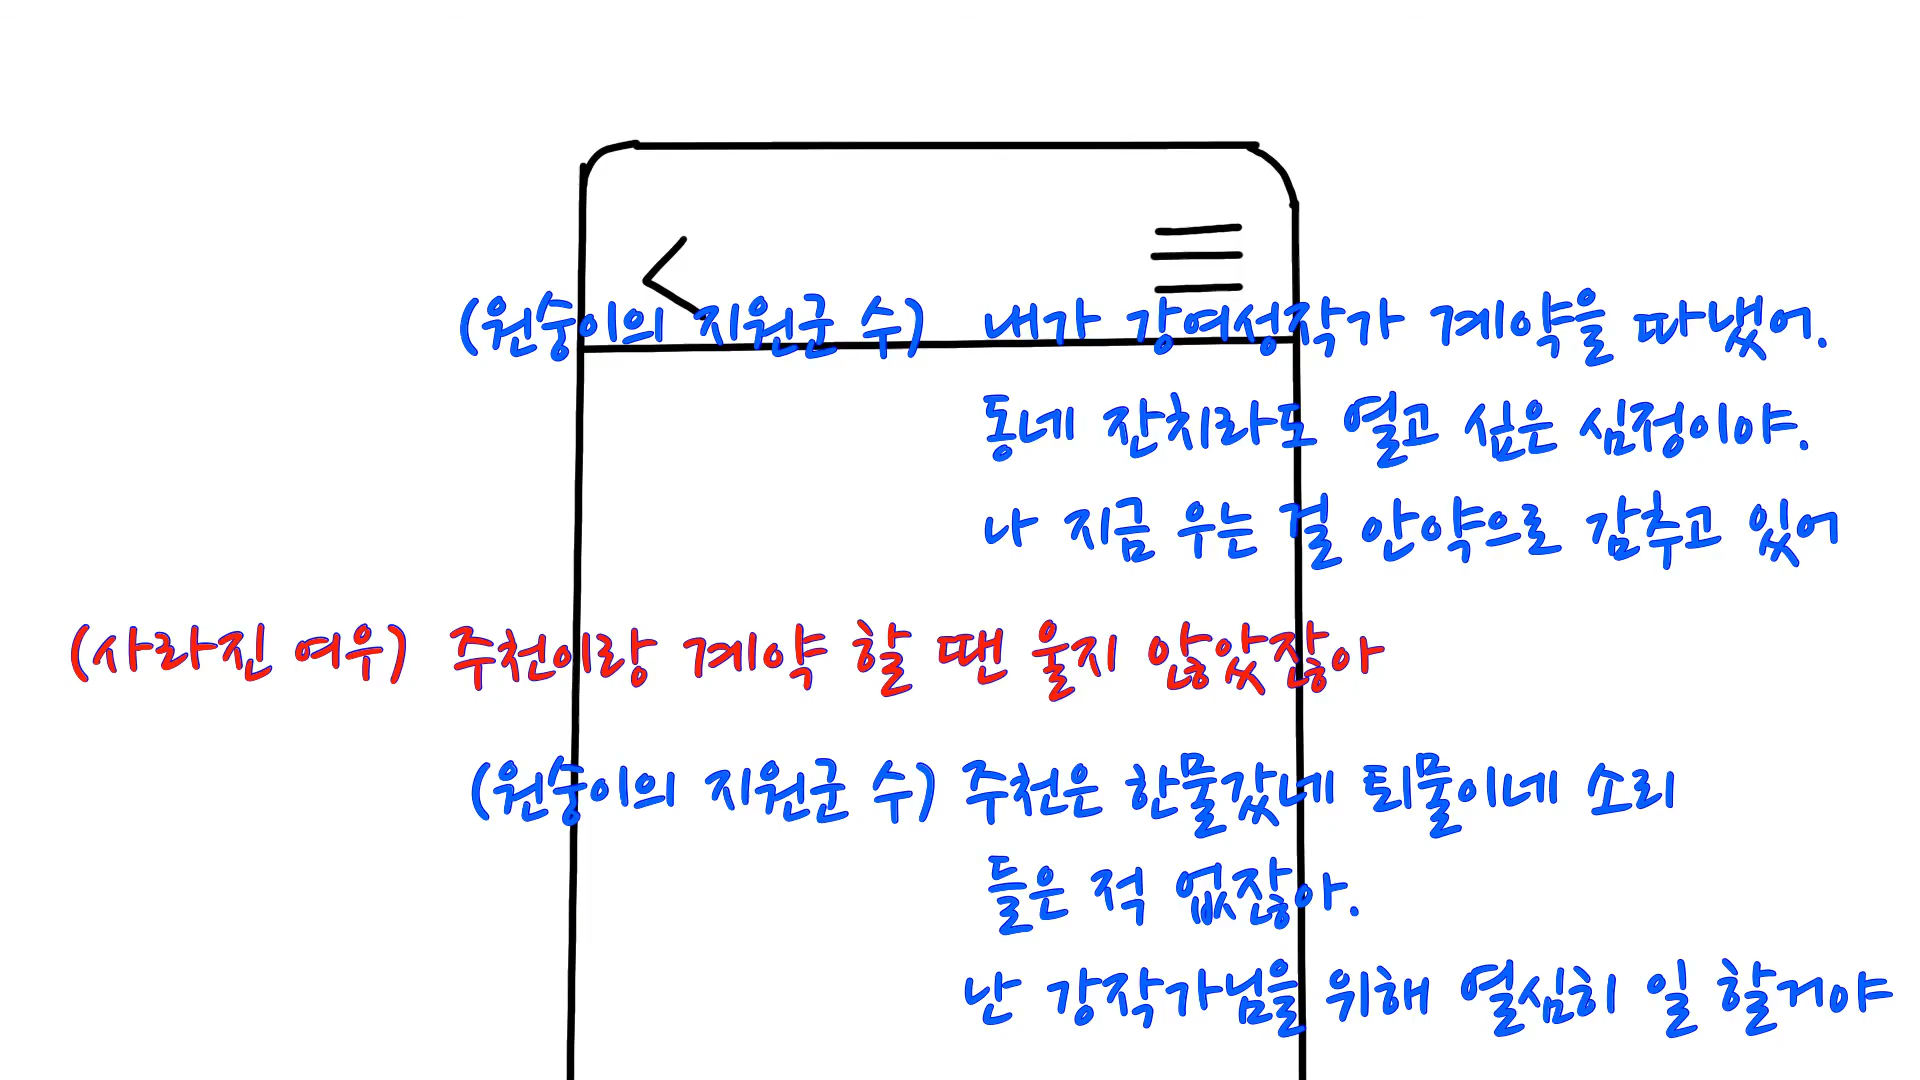 (원숭이의 지원군 수) 내가 강여성작가 계약을 따냈어.
동네 잔치라도 열고 싶은 심정이야.
나 지금 우는 걸 안약으로 감추고 있어
(사라진 여우) 주천이랑 계약 할 땐 울지 않았잖아
(원숭이의 지원군 수) 주천은 한물갔네 퇴물이네 소리
들은 적 없잖아.
난 강작가님을 위해 열심히 일 할거야